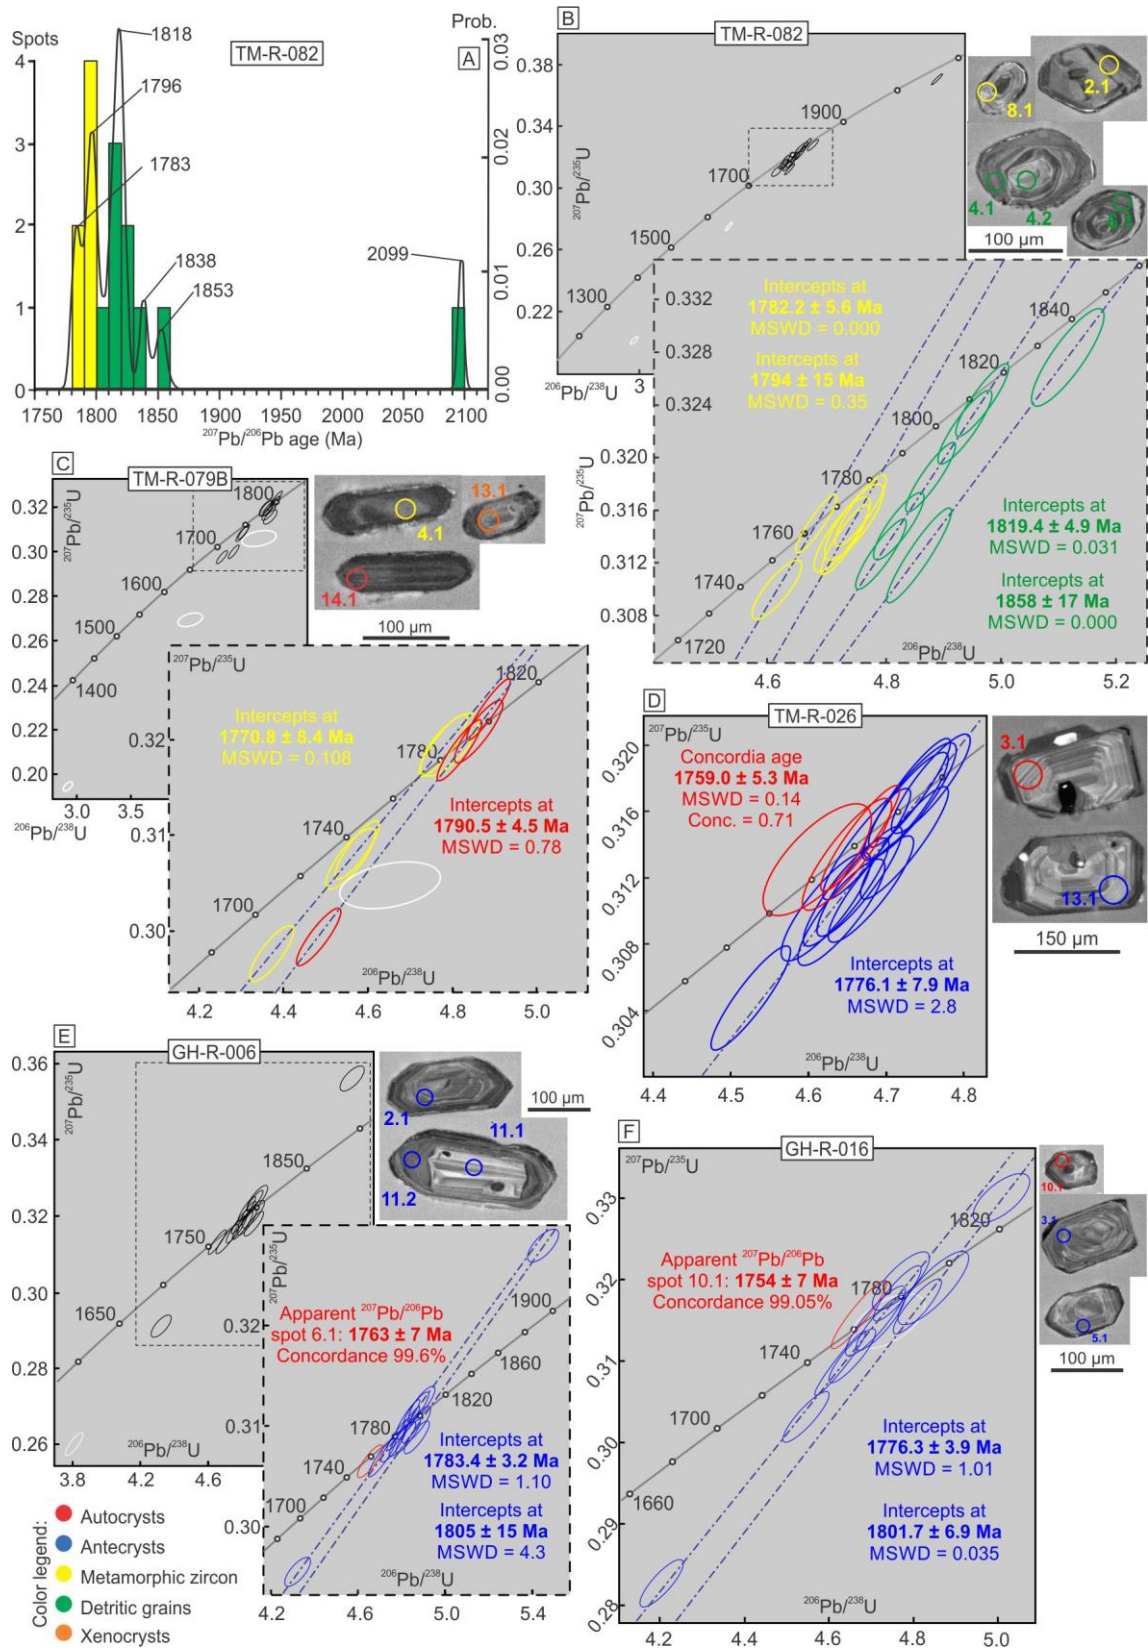 A
TM-R-082
Spots
Prob.
4
3
2
1
0
0.03
0.02
0.01
0.00
1818
1796
1783
1838
1853
2099
1750
1800
1850
1900
1950
2000
2050
2100
²⁰⁷Pb/²⁰⁶Pb age (Ma)
B
TM-R-082
0.38
0.34
0.30
0.26
0.22
²⁰⁷Pb/²³⁵U
1900
1700
1500
1300
²⁰⁶Pb/²³⁸U
3
8.1
2.1
4.1
4.2
100 µm
0.332
0.328
0.324
0.320
0.316
0.312
0.308
²⁰⁷Pb/²³⁵U
Intercepts at
1782.2 ± 5.6 Ma
MSWD = 0.000
Intercepts at
1794 ± 15 Ma
MSWD = 0.35
1840
1820
1800
1780
1760
1740
1720
Intercepts at
1819.4 ± 4.9 Ma
MSWD = 0.031
Intercepts at
1858 ± 17 Ma
MSWD = 0.000
²⁰⁶Pb/²³⁸U
4.6
4.8
5.0
5.2
C
TM-R-079B
0.32
0.30
0.28
0.26
0.24
0.22
0.20
²⁰⁷Pb/²³⁵U
1800
1700
1600
1500
1400
3.0
3.5
²⁰⁶Pb/²³⁸U
4.1
13.1
14.1
100 µm
²⁰⁷Pb/²³⁵U
0.32
0.31
0.30
Intercepts at
1770.8 ± 8.4 Ma
MSWD = 0.108
1820
1780
1740
1700
Intercepts at
1790.5 ± 4.5 Ma
MSWD = 0.78
²⁰⁶Pb/²³⁸U
4.2
4.4
4.6
4.8
5.0
D
TM-R-026
²⁰⁷Pb/²³⁵U
0.320
0.316
0.312
0.308
0.304
Concordia age
1759.0 ± 5.3 Ma
MSWD = 0.14
Conc. = 0.71
Intercepts at
1776.1 ± 7.9 Ma
MSWD = 2.8
²⁰⁶Pb/²³⁸U
4.4
4.5
4.6
4.7
4.8
3.1
13.1
150 µm
E
GH-R-006
0.36
0.34
0.32
0.30
0.28
0.26
²⁰⁷Pb/²³⁵U
1850
1750
1650
²⁰⁶Pb/²³⁸U
3.8
4.2
4.6
2.1
100 µm
11.1
11.2
²⁰⁷Pb/²³⁵U
0.32
0.31
0.30
Apparent ²⁰⁷Pb/²⁰⁶Pb
spot 6.1: 1763 ± 7 Ma
Concordance 99.6%
1900
1860
1820
1780
1740
1700
Intercepts at
1783.4 ± 3.2 Ma
MSWD = 1.10
Intercepts at
1805 ± 15 Ma
MSWD = 4.3
²⁰⁶Pb/²³⁸U
4.2
4.6
5.0
5.4
F
GH-R-016
²⁰⁷Pb/²³⁵U
0.33
0.32
0.31
0.30
0.29
0.28
Apparent ²⁰⁷Pb/²⁰⁶Pb
spot 10.1: 1754 ± 7 Ma
Concordance 99.05%
1820
1780
1740
1700
1660
Intercepts at
1776.3 ± 3.9 Ma
MSWD = 1.01
Intercepts at
1801.7 ± 6.9 Ma
MSWD = 0.035
²⁰⁶Pb/²³⁸U
4.2
4.4
4.6
4.8
5.0
10.1
3.1
5.1
100 µm
Color legend:
Autocrysts
Antecrysts
Metamorphic zircon
Detritic grains
Xenocrysts